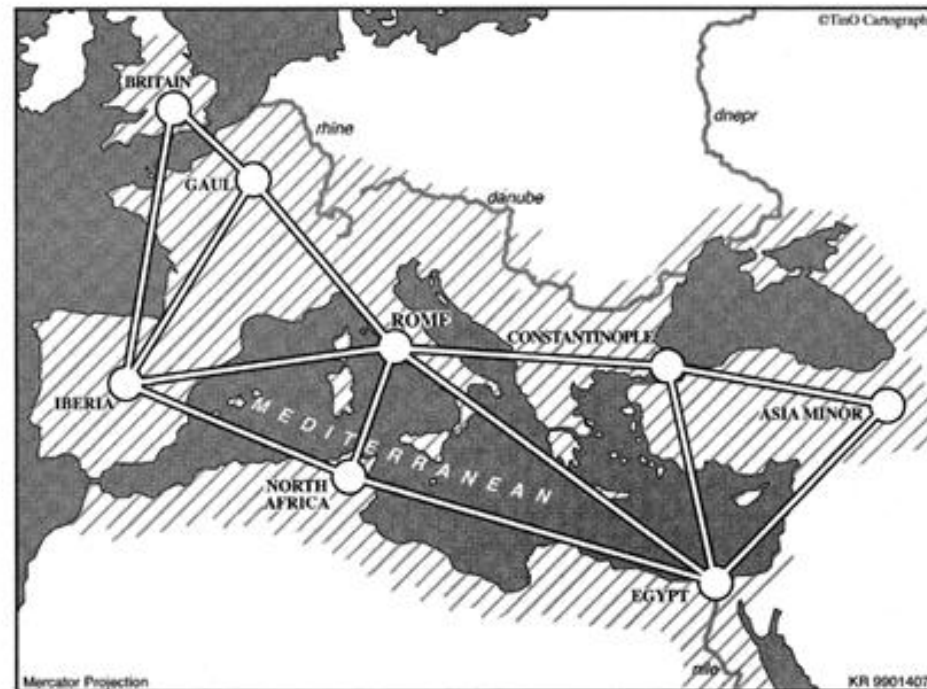 ©TinO Cartograph
BRITAIN
rhine
dnepr
GAUL
danube
ROME
CONSTANTINOPLE
IBERIA
ASIA MINOR
MEDITERRANEAN
NORTH
AFRICA
EGYPT
nile
Mercator Projection
KR 9901407